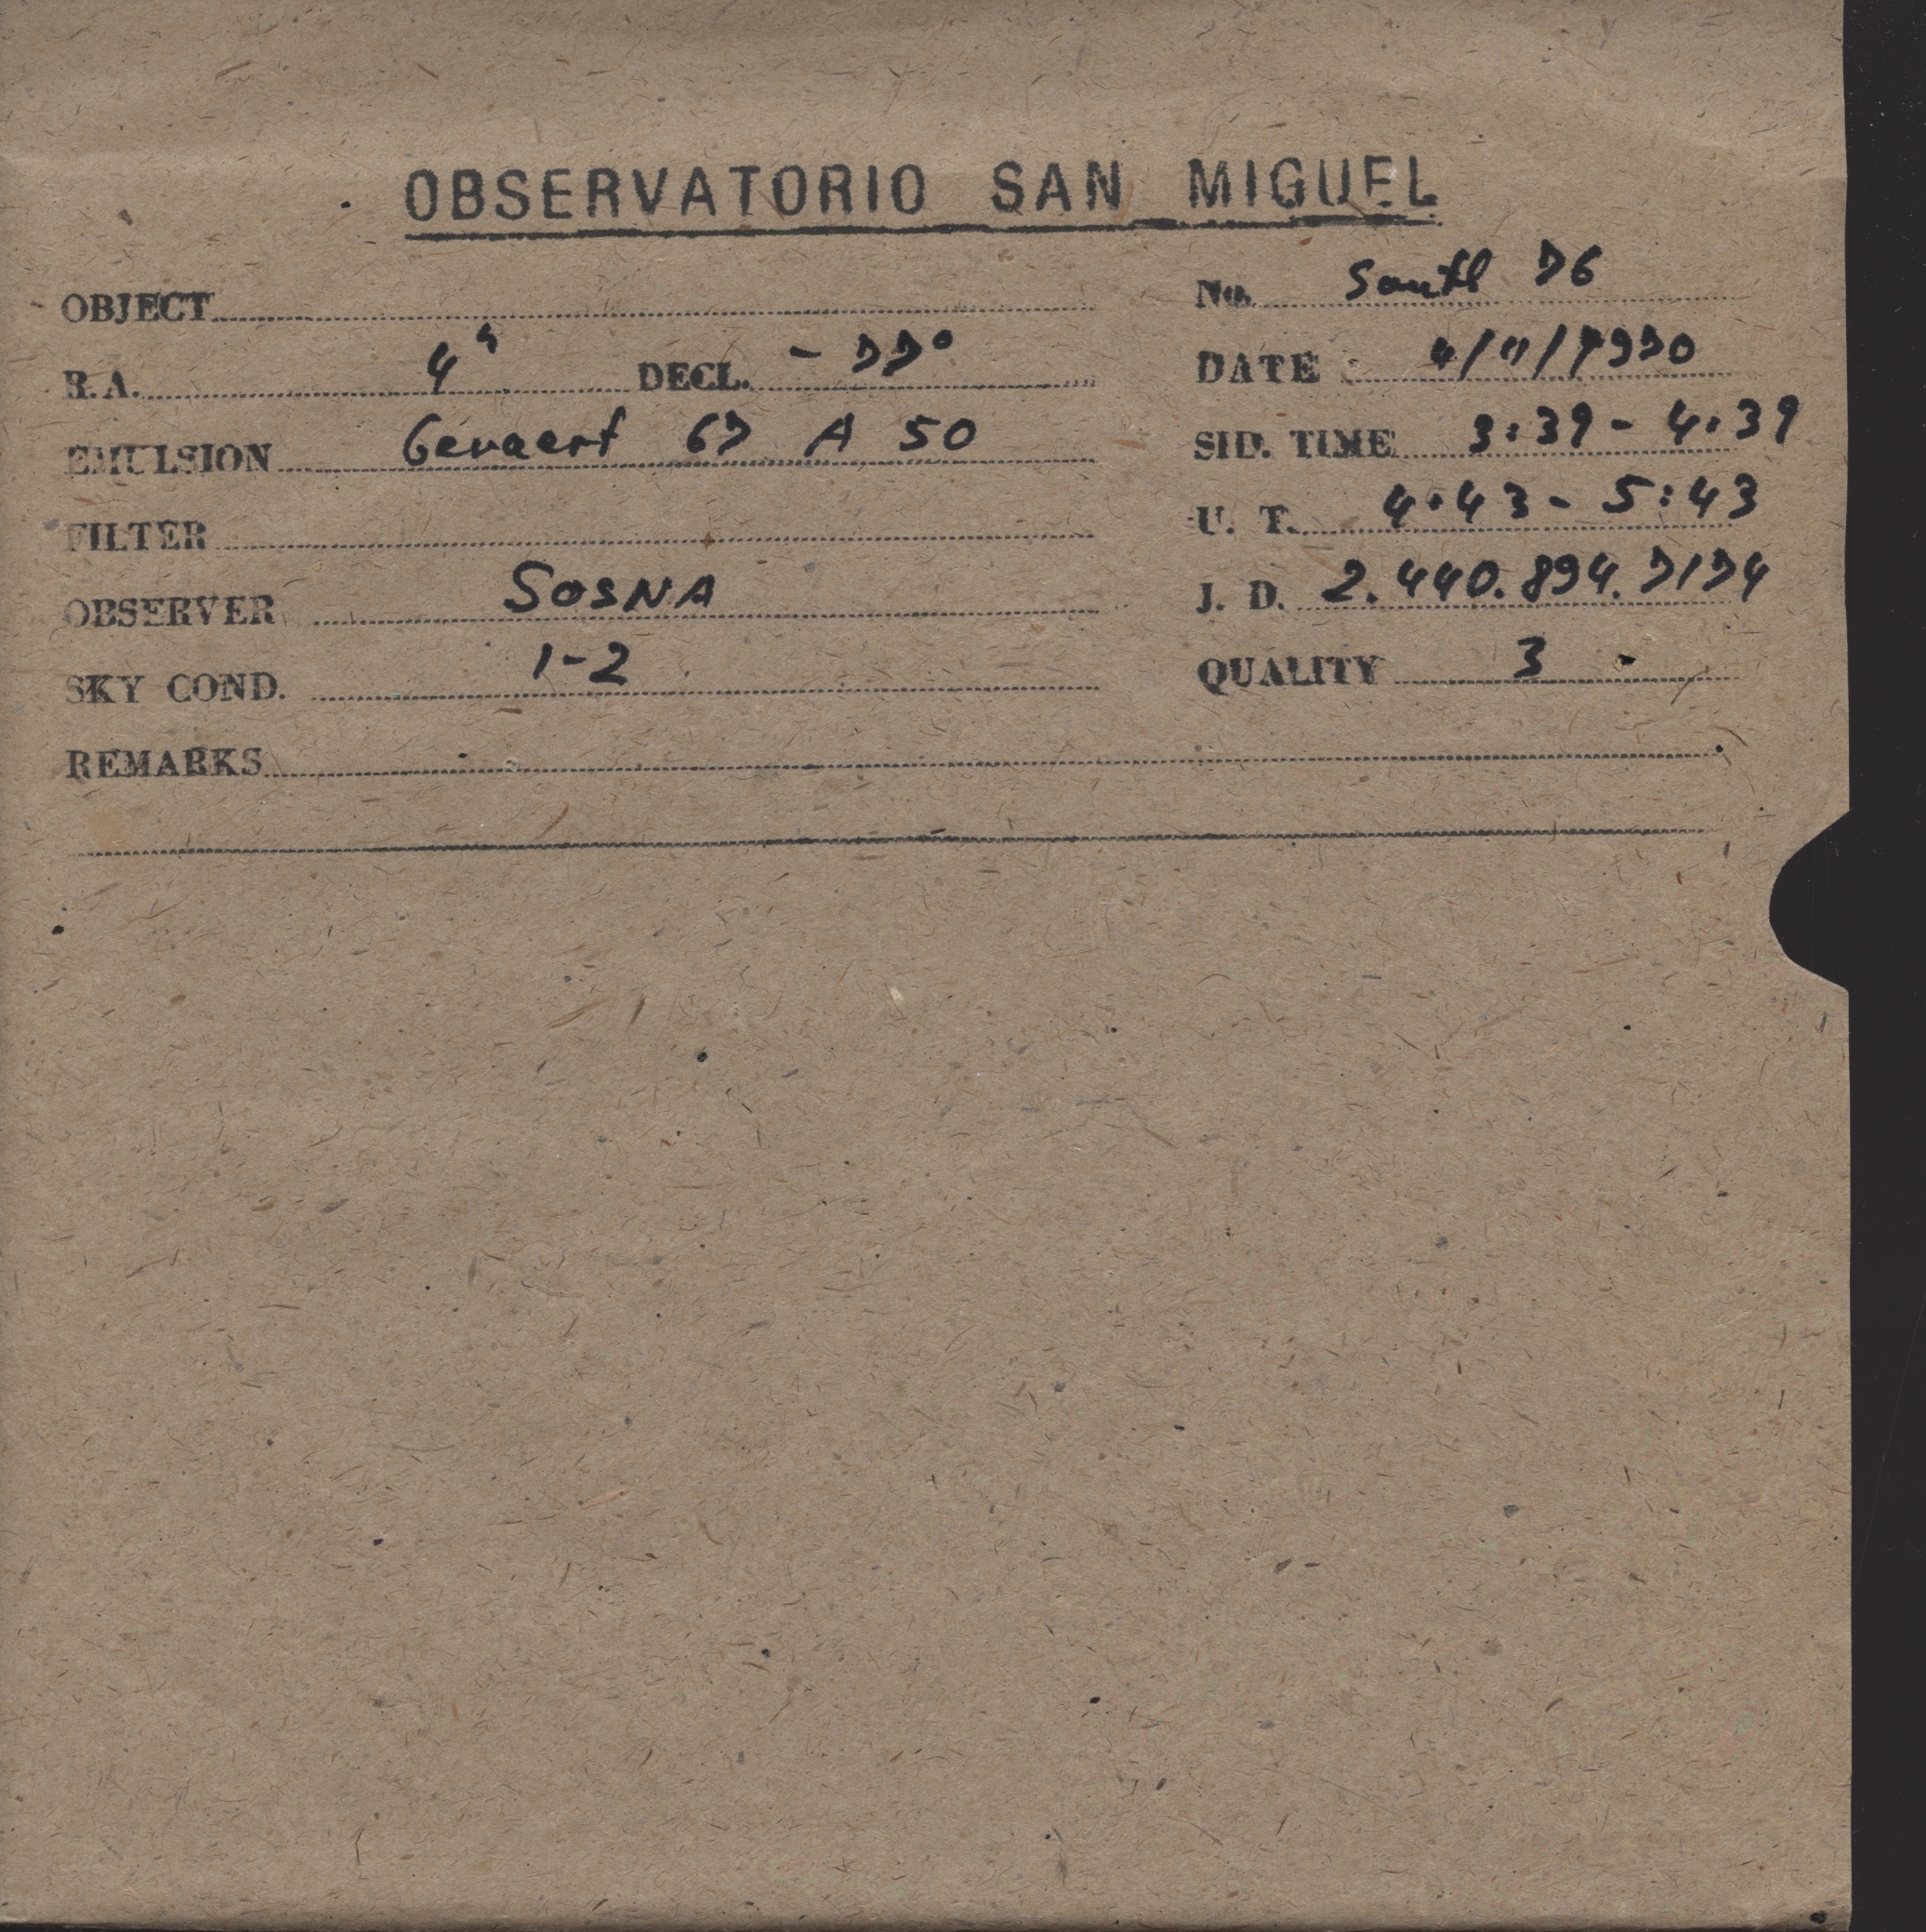 OBSERVATORIO SAN MIGUEL
OBJECT
No. South 76
R.A. 4h DECL. - 77°
DATE : 4/11/1970
EMULSION Gevaert 67 A 50
SID. TIME 3:39 - 4:39
FILTER
U. T. 4:43 - 5:43
OBSERVER SOSNA
J. D. 2.440.894.7174
SKY COND. 1-2
QUALITY 3
REMARKS